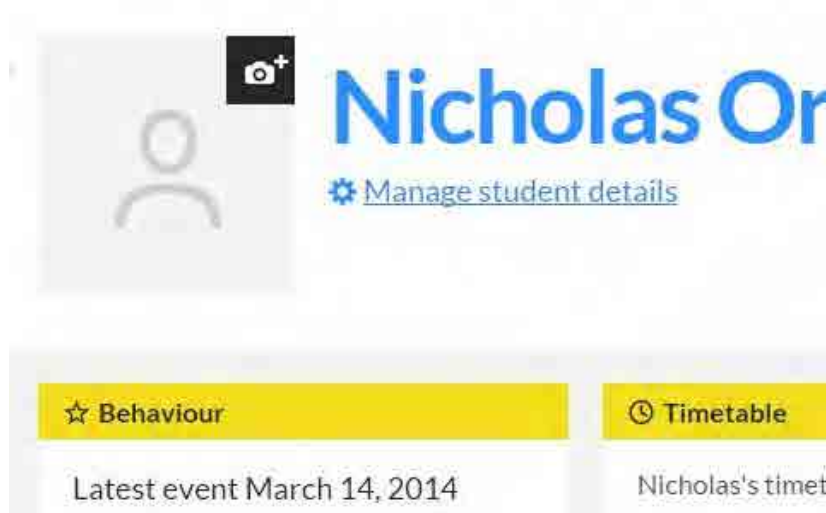 Nicholas Or
Manage student details
Behaviour
Timetable
Latest event March 14, 2014
Nicholas's timet